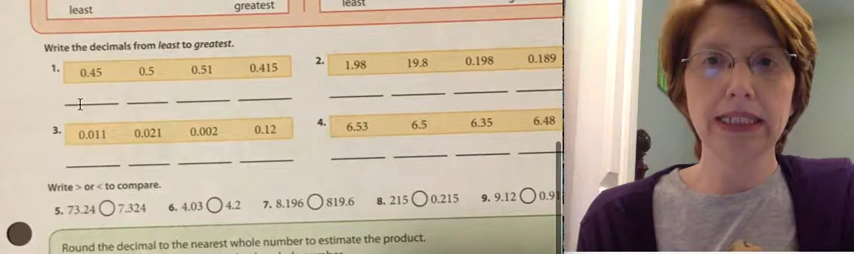 least greatest least
Write the decimals from least to greatest.
1. 0.45 0.5 0.51 0.415
2. 1.98 19.8 0.198 0.189
3. 0.011 0.021 0.002 0.12
4. 6.53 6.5 6.35 6.48
Write > or < to compare.
5. 73.24 ◯ 7.324 6. 4.03 ◯ 4.2 7. 8.196 ◯ 819.6 8. 215 ◯ 0.215 9. 9.12 ◯ 0.91
Round the decimal to the nearest whole number to estimate the product.